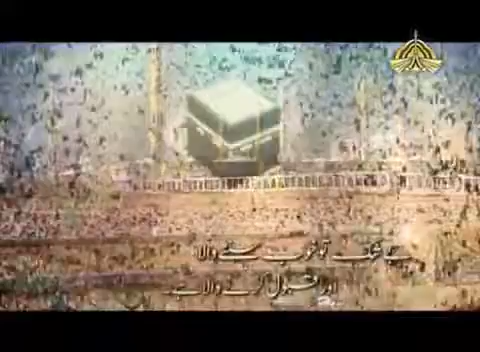 بے شک تو خوب سننے والا
اور قبول کرنے والا ہے۔